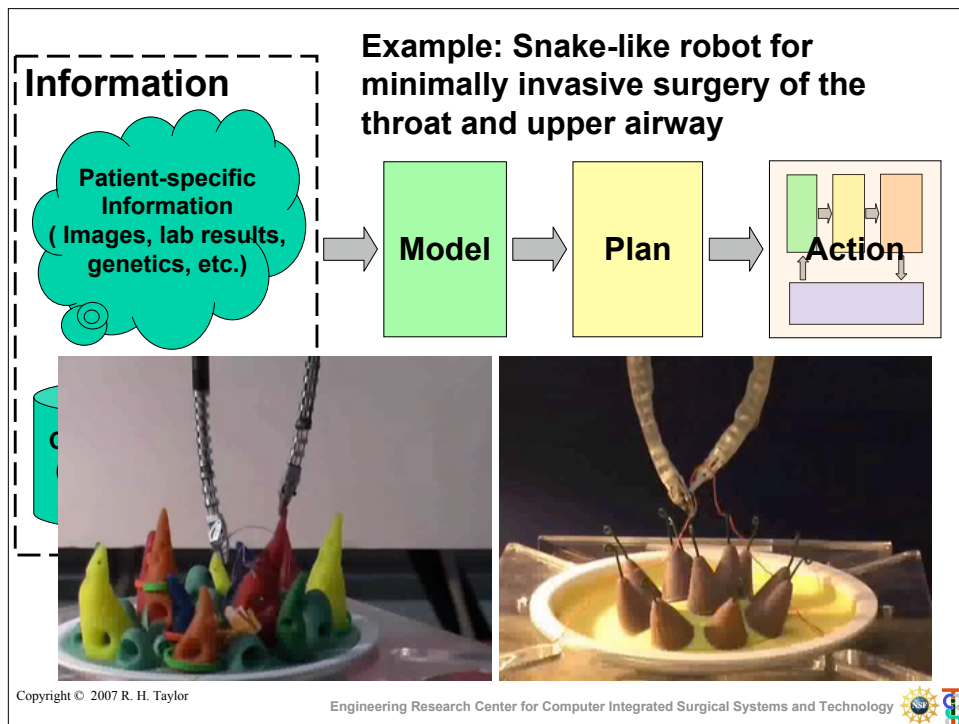 Example: Snake-like robot for
minimally invasive surgery of the
throat and upper airway
Information
Patient-specific
Information
( Images, lab results,
genetics, etc.)
Model
Plan
Action
Copyright © 2007 R. H. Taylor
Engineering Research Center for Computer Integrated Surgical Systems and Technology
NSF